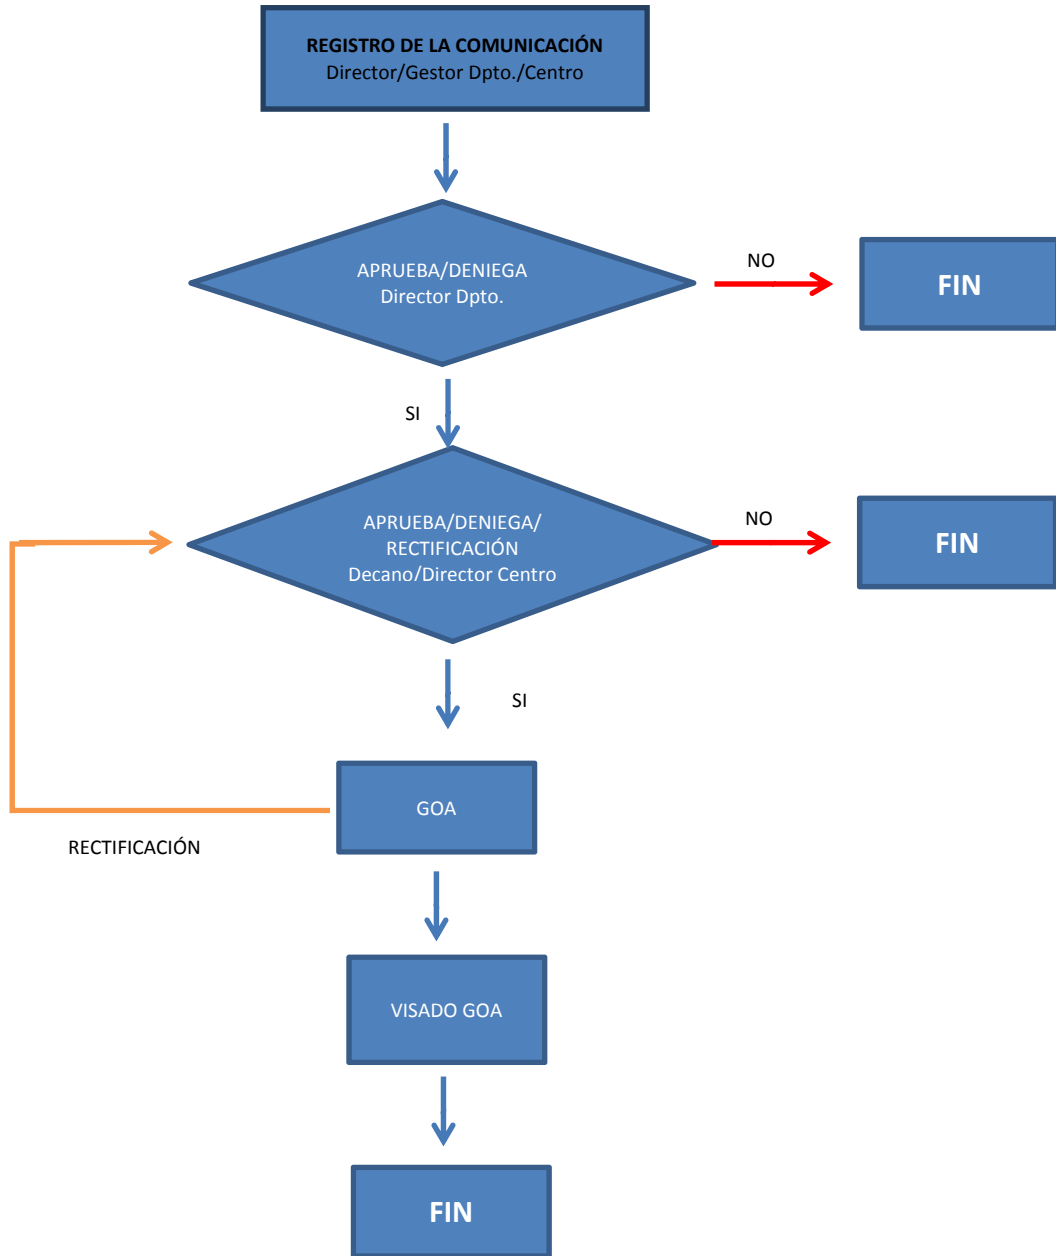 REGISTRO DE LA COMUNICACIÓN
Director/Gestor Dpto./Centro
APRUEBA/DENIEGA
Director Dpto.
NO
FIN
SI
APRUEBA/DENIEGA/
RECTIFICACIÓN
Decano/Director Centro
NO
FIN
SI
GOA
RECTIFICACIÓN
VISADO GOA
FIN